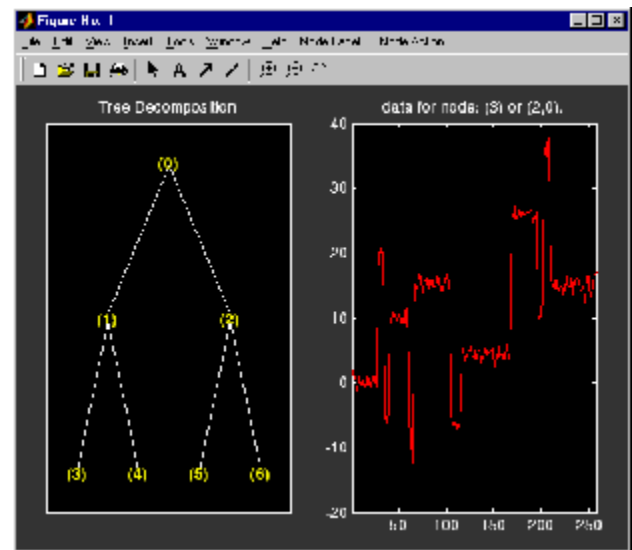 Figure No. 1
File Edit View Insert Tools Window Help Node Label Node Action
A
Tree Decomposition
data for node: (3) or (2,0).
(0)
(1) (2)
(3) (4) (5) (6)
40
30
20
10
0
-10
-20
50 100 150 200 250